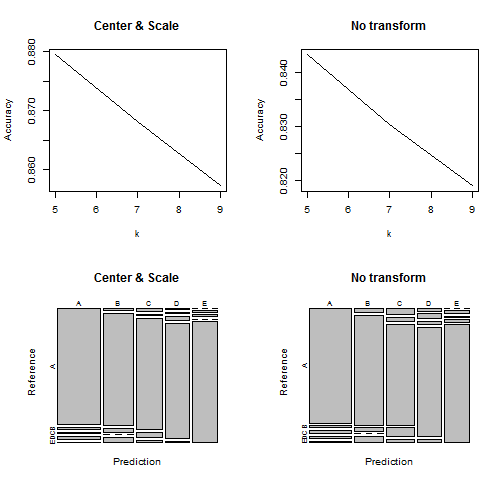 Center & Scale
No transform
Accuracy
0.860 0.870 0.880
5 6 7 8 9
k
Accuracy
0.820 0.830 0.840
5 6 7 8 9
k
Center & Scale
No transform
A B C D E
Reference
A
B
C
D
E
Prediction
A B C D E
Reference
A
B
C
D
E
Prediction